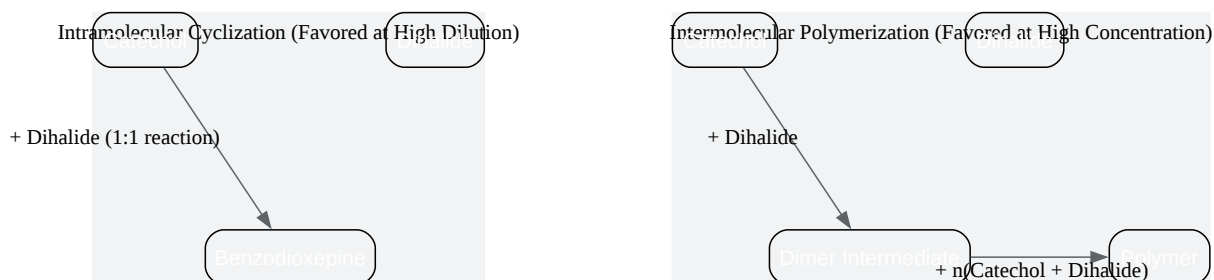 Intramolecular Cyclization (Favored at High Dilution)
Catechol
Dihalide
+ Dihalide (1:1 reaction)
Benzodioxepine
Intermolecular Polymerization (Favored at High Concentration)
Catechol
Dihalide
+ Dihalide
Dimer Intermediate
+ n(Catechol + Dihalide)
Polymer